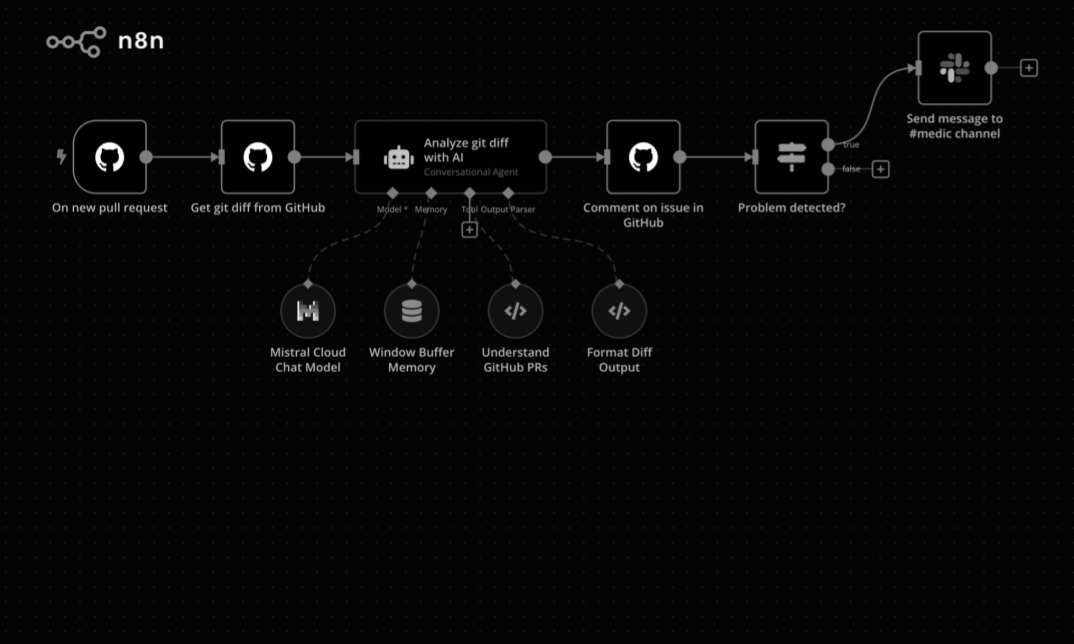 n8n
Send message to
#medic channel
Analyze git diff
with AI
Conversational Agent
true
false
On new pull request
Get git diff from GitHub
Model *
Memory
Tool
Output Parser
Comment on issue in
GitHub
Problem detected?
Mistral Cloud
Chat Model
Window Buffer
Memory
Understand
GitHub PRs
Format Diff
Output